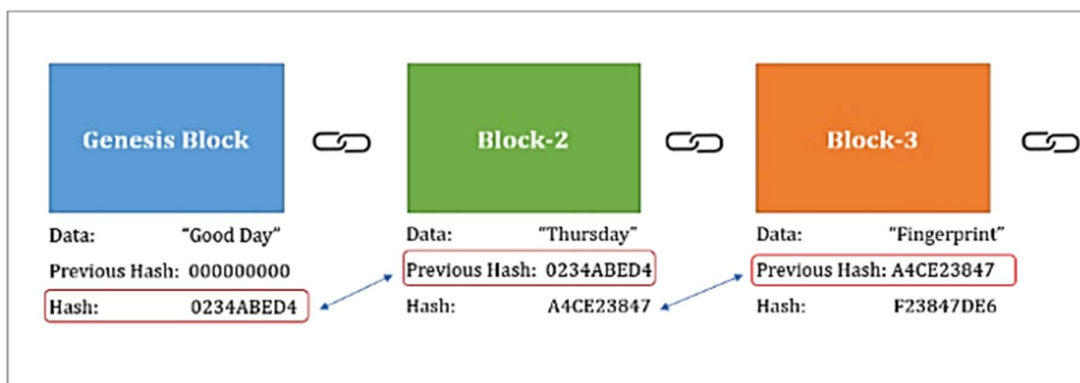 Genesis Block
Data: “Good Day”
Previous Hash: 000000000
Hash: 0234ABED4
Block-2
Data: “Thursday”
Previous Hash: 0234ABED4
Hash: A4CE23847
Block-3
Data: “Fingerprint”
Previous Hash: A4CE23847
Hash: F23847DE6